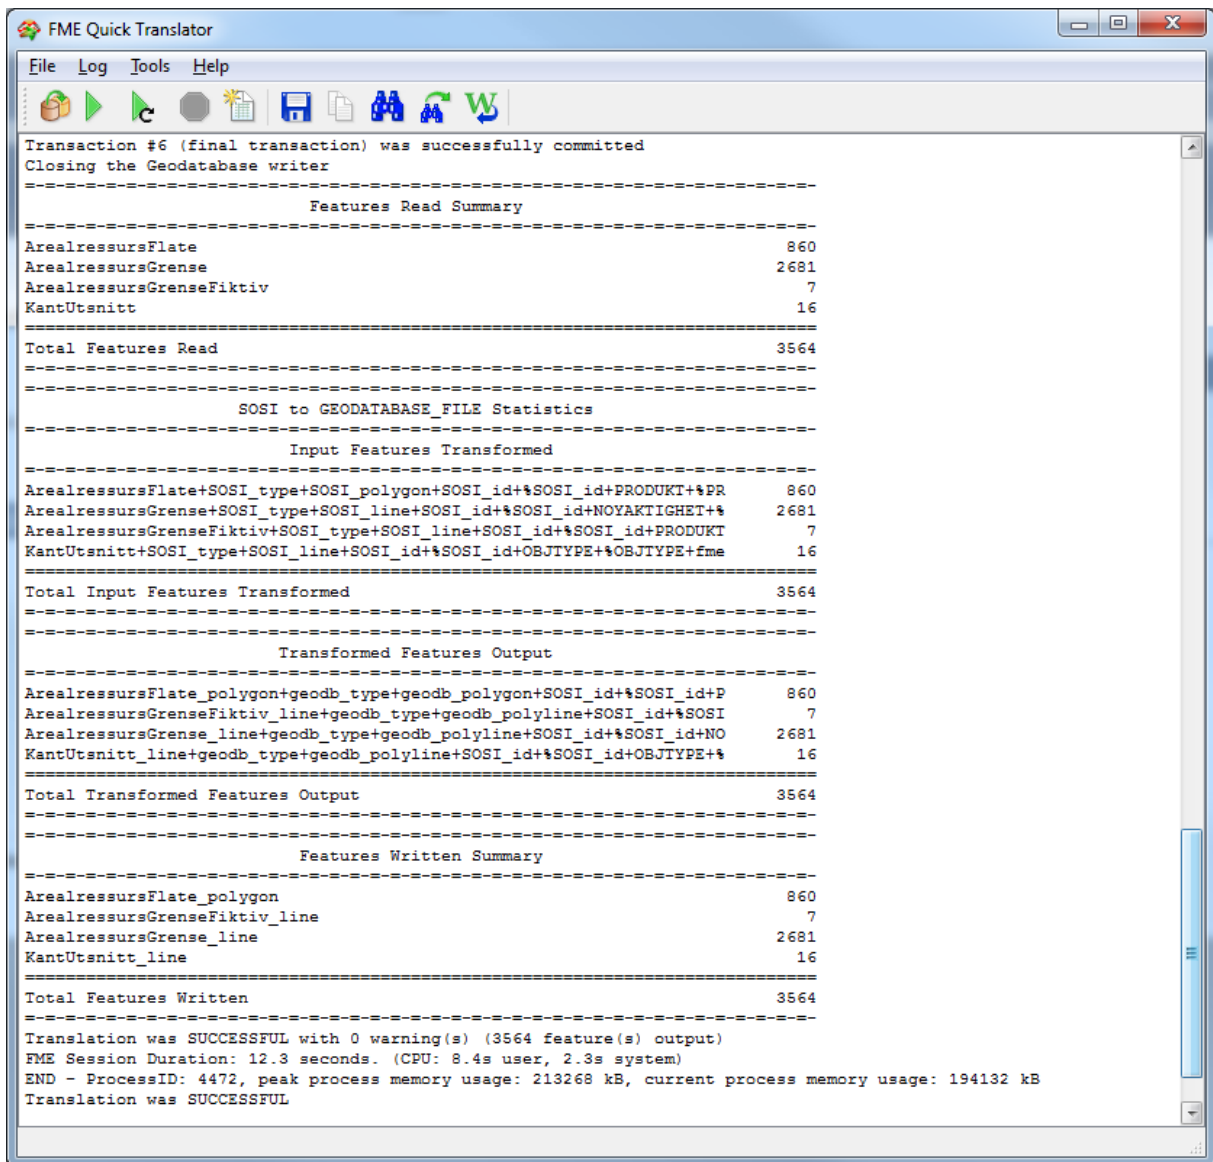 FME Quick Translator
File Log Tools Help
Transaction #6 (final transaction) was successfully committed
Closing the Geodatabase writer
=-=-=-=-=-=-=-=-=-=-=-=-=-=-=-=-=-=-=-=-=-=-=-=-=-=-=-=-=-=-=-=-=-=-=-=-=-=-
Features Read Summary
=-=-=-=-=-=-=-=-=-=-=-=-=-=-=-=-=-=-=-=-=-=-=-=-=-=-=-=-=-=-=-=-=-=-=-=-=-=-
ArealressursFlate 860
ArealressursGrense 2681
ArealressursGrenseFiktiv 7
KantUtsnitt 16
==============================================================================
Total Features Read 3564
=-=-=-=-=-=-=-=-=-=-=-=-=-=-=-=-=-=-=-=-=-=-=-=-=-=-=-=-=-=-=-=-=-=-=-=-=-=-
=-=-=-=-=-=-=-=-=-=-=-=-=-=-=-=-=-=-=-=-=-=-=-=-=-=-=-=-=-=-=-=-=-=-=-=-=-=-
SOSI to GEODATABASE_FILE Statistics
=-=-=-=-=-=-=-=-=-=-=-=-=-=-=-=-=-=-=-=-=-=-=-=-=-=-=-=-=-=-=-=-=-=-=-=-=-=-
Input Features Transformed
=-=-=-=-=-=-=-=-=-=-=-=-=-=-=-=-=-=-=-=-=-=-=-=-=-=-=-=-=-=-=-=-=-=-=-=-=-=-
ArealressursFlate+SOSI_type+SOSI_polygon+SOSI_id+%SOSI_id+PRODUKT+%PR 860
ArealressursGrense+SOSI_type+SOSI_line+SOSI_id+%SOSI_id+NOYAKTIGHET+% 2681
ArealressursGrenseFiktiv+SOSI_type+SOSI_line+SOSI_id+%SOSI_id+PRODUKT 7
KantUtsnitt+SOSI_type+SOSI_line+SOSI_id+%SOSI_id+OBJTYPE+%OBJTYPE+fme 16
==============================================================================
Total Input Features Transformed 3564
=-=-=-=-=-=-=-=-=-=-=-=-=-=-=-=-=-=-=-=-=-=-=-=-=-=-=-=-=-=-=-=-=-=-=-=-=-=-
=-=-=-=-=-=-=-=-=-=-=-=-=-=-=-=-=-=-=-=-=-=-=-=-=-=-=-=-=-=-=-=-=-=-=-=-=-=-
Transformed Features Output
=-=-=-=-=-=-=-=-=-=-=-=-=-=-=-=-=-=-=-=-=-=-=-=-=-=-=-=-=-=-=-=-=-=-=-=-=-=-
ArealressursFlate_polygon+geodb_type+geodb_polygon+SOSI_id+%SOSI_id+P 860
ArealressursGrenseFiktiv_line+geodb_type+geodb_polyline+SOSI_id+%SOSI 7
ArealressursGrense_line+geodb_type+geodb_polyline+SOSI_id+%SOSI_id+NO 2681
KantUtsnitt_line+geodb_type+geodb_polyline+SOSI_id+%SOSI_id+OBJTYPE+% 16
==============================================================================
Total Transformed Features Output 3564
=-=-=-=-=-=-=-=-=-=-=-=-=-=-=-=-=-=-=-=-=-=-=-=-=-=-=-=-=-=-=-=-=-=-=-=-=-=-
=-=-=-=-=-=-=-=-=-=-=-=-=-=-=-=-=-=-=-=-=-=-=-=-=-=-=-=-=-=-=-=-=-=-=-=-=-=-
Features Written Summary
=-=-=-=-=-=-=-=-=-=-=-=-=-=-=-=-=-=-=-=-=-=-=-=-=-=-=-=-=-=-=-=-=-=-=-=-=-=-
ArealressursFlate_polygon 860
ArealressursGrenseFiktiv_line 7
ArealressursGrense_line 2681
KantUtsnitt_line 16
==============================================================================
Total Features Written 3564
=-=-=-=-=-=-=-=-=-=-=-=-=-=-=-=-=-=-=-=-=-=-=-=-=-=-=-=-=-=-=-=-=-=-=-=-=-=-
Translation was SUCCESSFUL with 0 warning(s) (3564 feature(s) output)
FME Session Duration: 12.3 seconds. (CPU: 8.4s user, 2.3s system)
END - ProcessID: 4472, peak process memory usage: 213268 kB, current process memory usage: 194132 kB
Translation was SUCCESSFUL